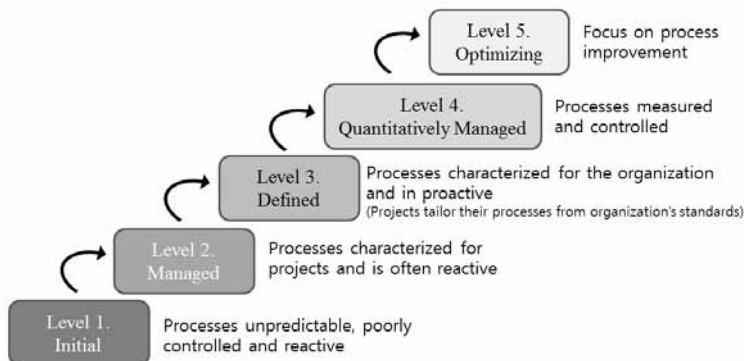 Level 5.
Optimizing
Focus on process
improvement
Level 4.
Quantitatively Managed
Processes measured
and controlled
Level 3.
Defined
Processes characterized for the organization
and in proactive
(Projects tailor their processes from organization's standards)
Level 2.
Managed
Processes characterized for
projects and is often reactive
Level 1.
Initial
Processes unpredictable, poorly
controlled and reactive